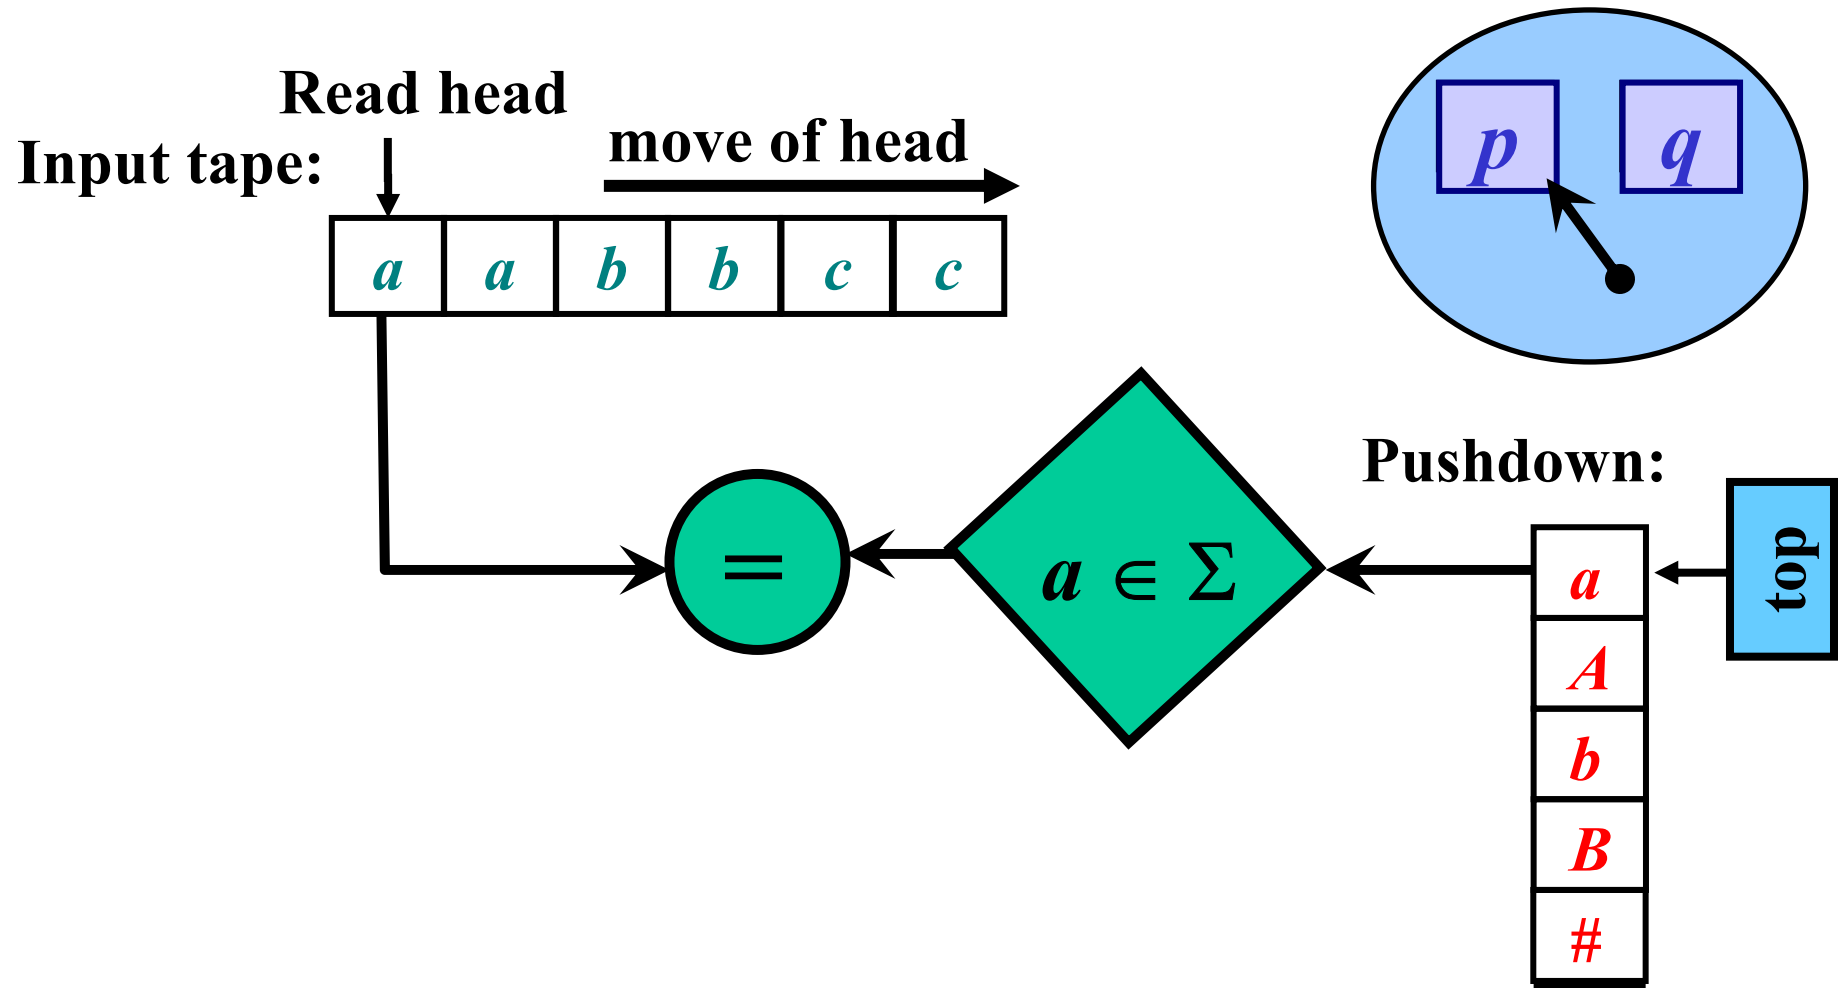 Read head
Input tape:
move of head
p q
a a b b c c
Pushdown:
= a ∈ Σ
top
a
A
b
B
#